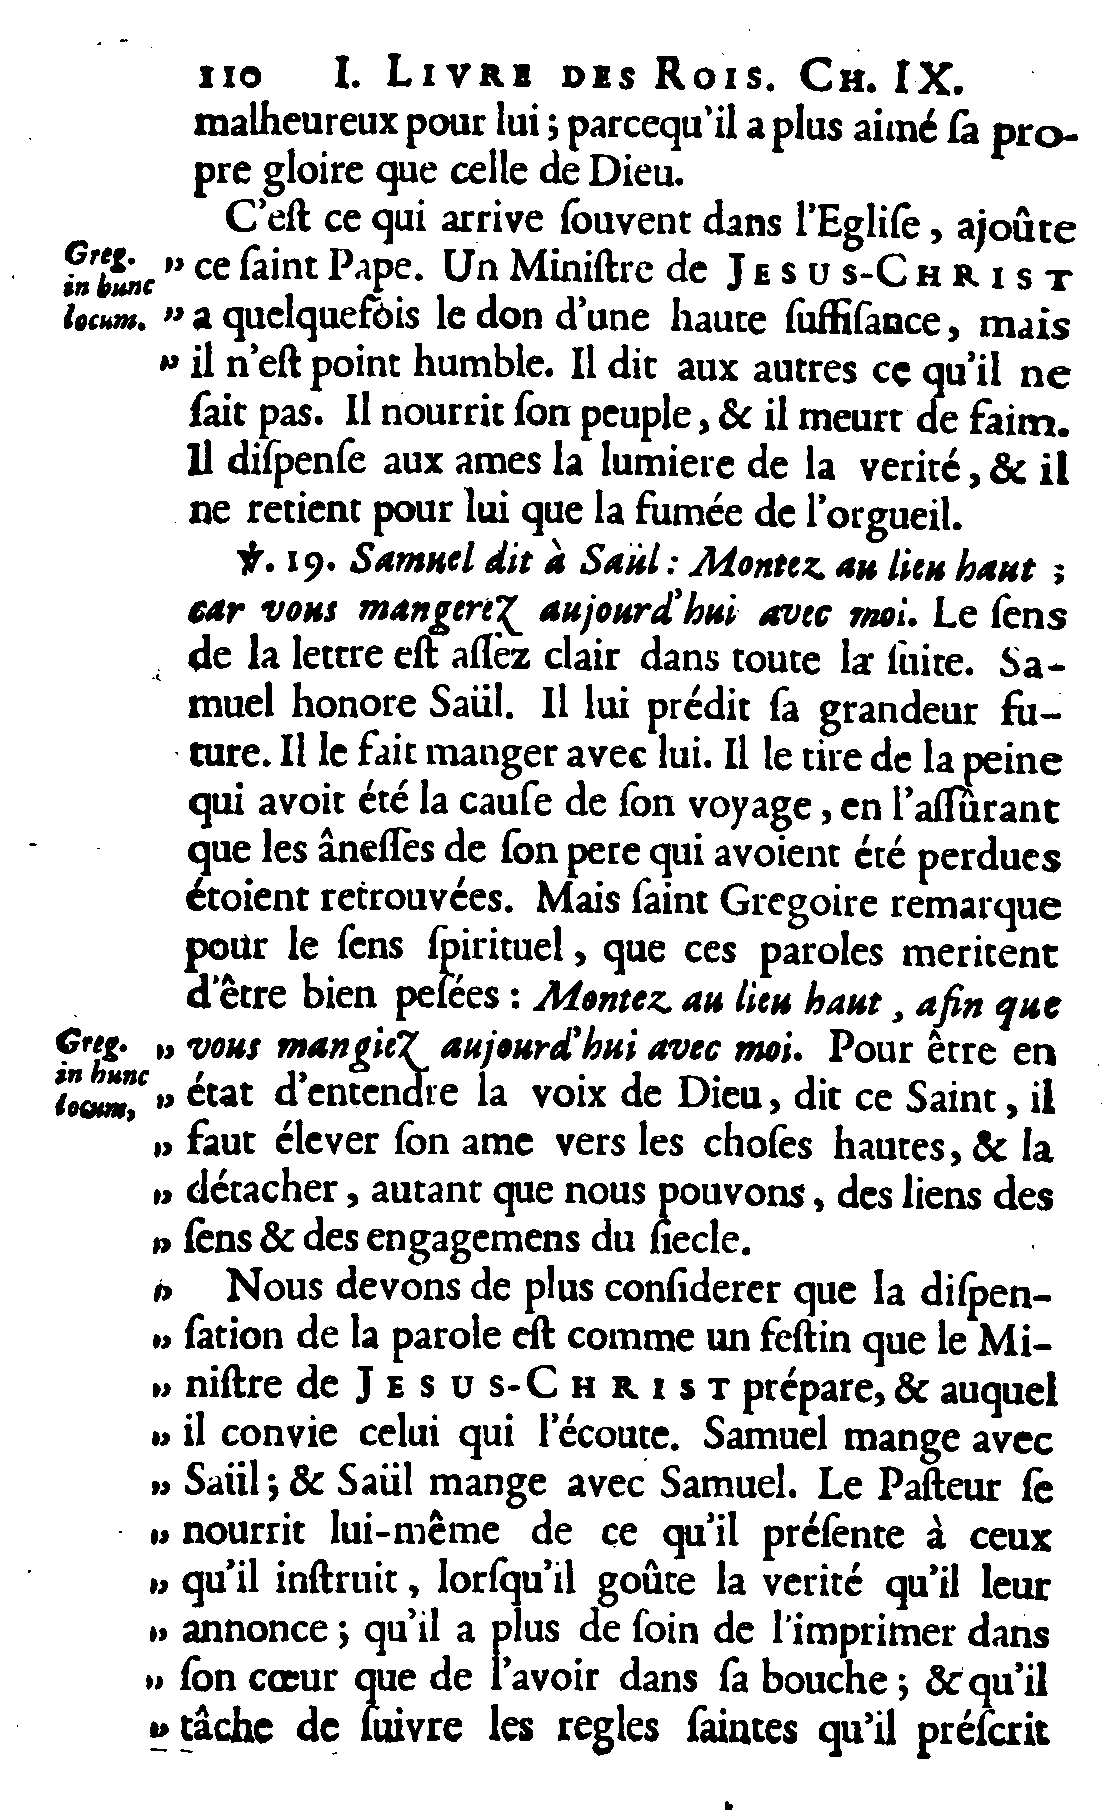 110 I. LIVRE DES ROIS. CH. IX.
malheureux pour lui ; parcequ'il a plus aimé ſa pro-
pre gloire que celle de Dieu.
C'eſt ce qui arrive ſouvent dans l'Egliſe, ajoûte
Greg. in hunc locum.
" ce ſaint Pape. Un Miniſtre de JESUS-CHRIST
" a quelquefois le don d'une haute ſuffiſance, mais
" il n'eſt point humble. Il dit aux autres ce qu'il ne
fait pas. Il nourrit ſon peuple, & il meurt de faim.
Il diſpenſe aux ames la lumiere de la verité, & il
ne retient pour lui que la fumée de l'orgueil.
℣. 19. Samuel dit à Saül : Montez au lieu haut ;
car vous mangerez aujourd'hui avec moi. Le ſens
de la lettre eſt aſſez clair dans toute la ſuite. Sa-
muel honore Saül. Il lui prédit ſa grandeur fu-
ture. Il le fait manger avec lui. Il le tire de la peine
qui avoit été la cauſe de ſon voyage, en l'aſſûrant
que les âneſſes de ſon pere qui avoient été perdues
étoient retrouvées. Mais ſaint Gregoire remarque
pour le ſens ſpirituel, que ces paroles meritent
d'être bien peſées : Montez au lieu haut, afin que
Greg. in hunc locum,
" vous mangiez aujourd'hui avec moi. Pour être en
" état d'entendre la voix de Dieu, dit ce Saint, il
" faut élever ſon ame vers les choſes hautes, & la
" détacher, autant que nous pouvons, des liens des
" ſens & des engagemens du ſiecle.
" Nous devons de plus conſiderer que la diſpen-
" ſation de la parole eſt comme un feſtin que le Mi-
" niſtre de JESUS-CHRIST prépare, & auquel
" il convie celui qui l'écoute. Samuel mange avec
" Saül ; & Saül mange avec Samuel. Le Paſteur ſe
" nourrit lui-même de ce qu'il préſente à ceux
" qu'il inſtruit, lorſqu'il goûte la verité qu'il leur
" annonce ; qu'il a plus de ſoin de l'imprimer dans
" ſon cœur que de l'avoir dans ſa bouche ; & qu'il
" tâche de ſuivre les regles ſaintes qu'il préſcrit